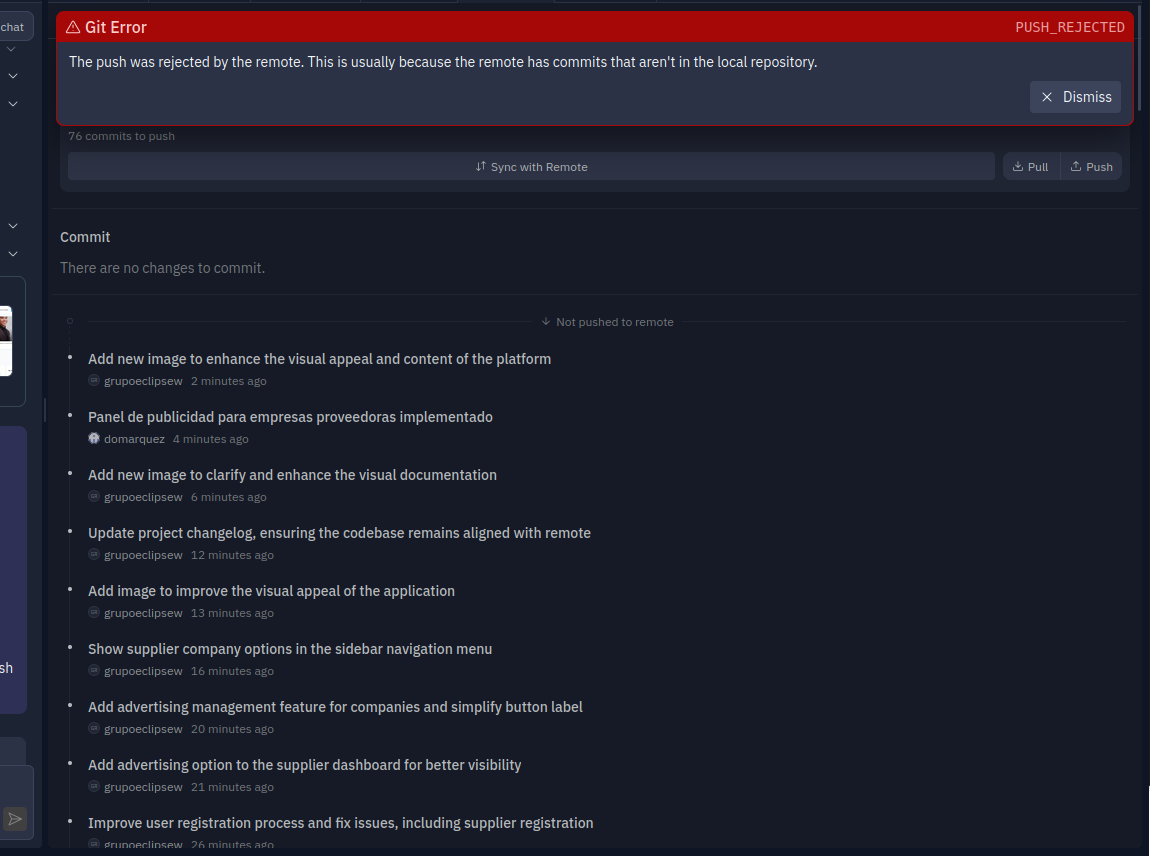 chat
Git Error
PUSH_REJECTED
The push was rejected by the remote. This is usually because the remote has commits that aren't in the local repository.
Dismiss
76 commits to push
Sync with Remote
Pull
Push
Commit
There are no changes to commit.
Not pushed to remote
Add new image to enhance the visual appeal and content of the platform
grupoeclipsew 2 minutes ago
Panel de publicidad para empresas proveedoras implementado
domarquez 4 minutes ago
Add new image to clarify and enhance the visual documentation
grupoeclipsew 6 minutes ago
Update project changelog, ensuring the codebase remains aligned with remote
grupoeclipsew 12 minutes ago
Add image to improve the visual appeal of the application
grupoeclipsew 13 minutes ago
Show supplier company options in the sidebar navigation menu
grupoeclipsew 16 minutes ago
sh
Add advertising management feature for companies and simplify button label
grupoeclipsew 20 minutes ago
Add advertising option to the supplier dashboard for better visibility
grupoeclipsew 21 minutes ago
Improve user registration process and fix issues, including supplier registration
grupoeclipsew 26 minutes ago